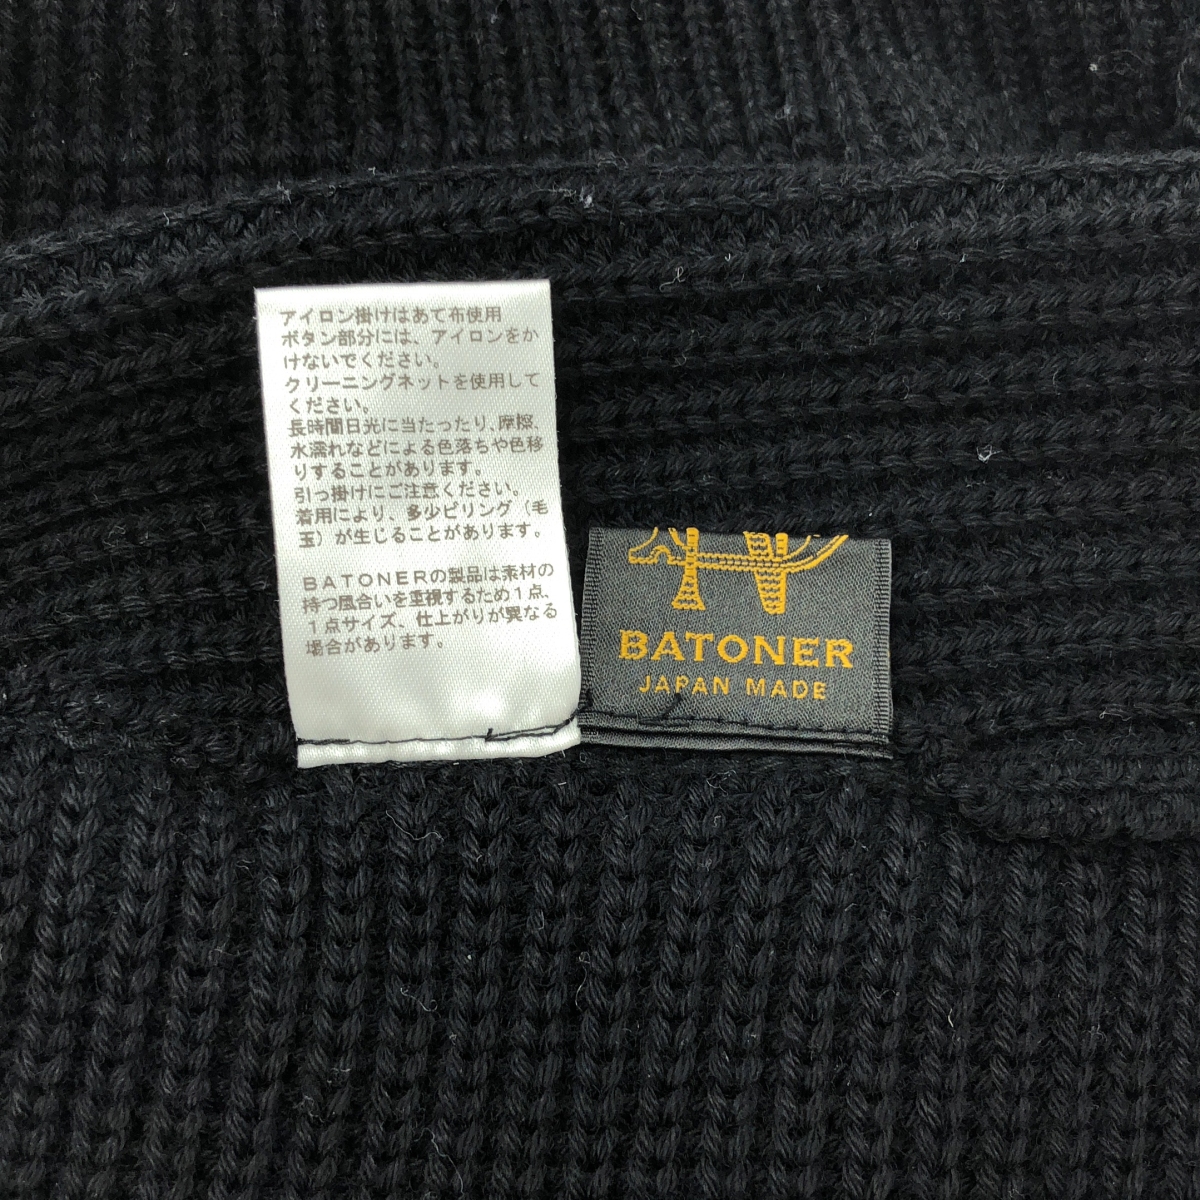 アイロン掛けはあて布使用
ボタン部分には、アイロンをか
けないでください。
クリーニングネットを使用して
ください。
長時間日光に当たったり、摩擦、
水濡れなどによる色落ちや色移
りすることがあります。
引っ掛けにご注意ください。
着用により、多少ピリング（毛
玉）が生じることがあります。
BATONERの製品は素材の
持つ風合いを重視するため１点、
１点サイズ、仕上がりが異なる
場合があります。
BATONER
JAPAN MADE